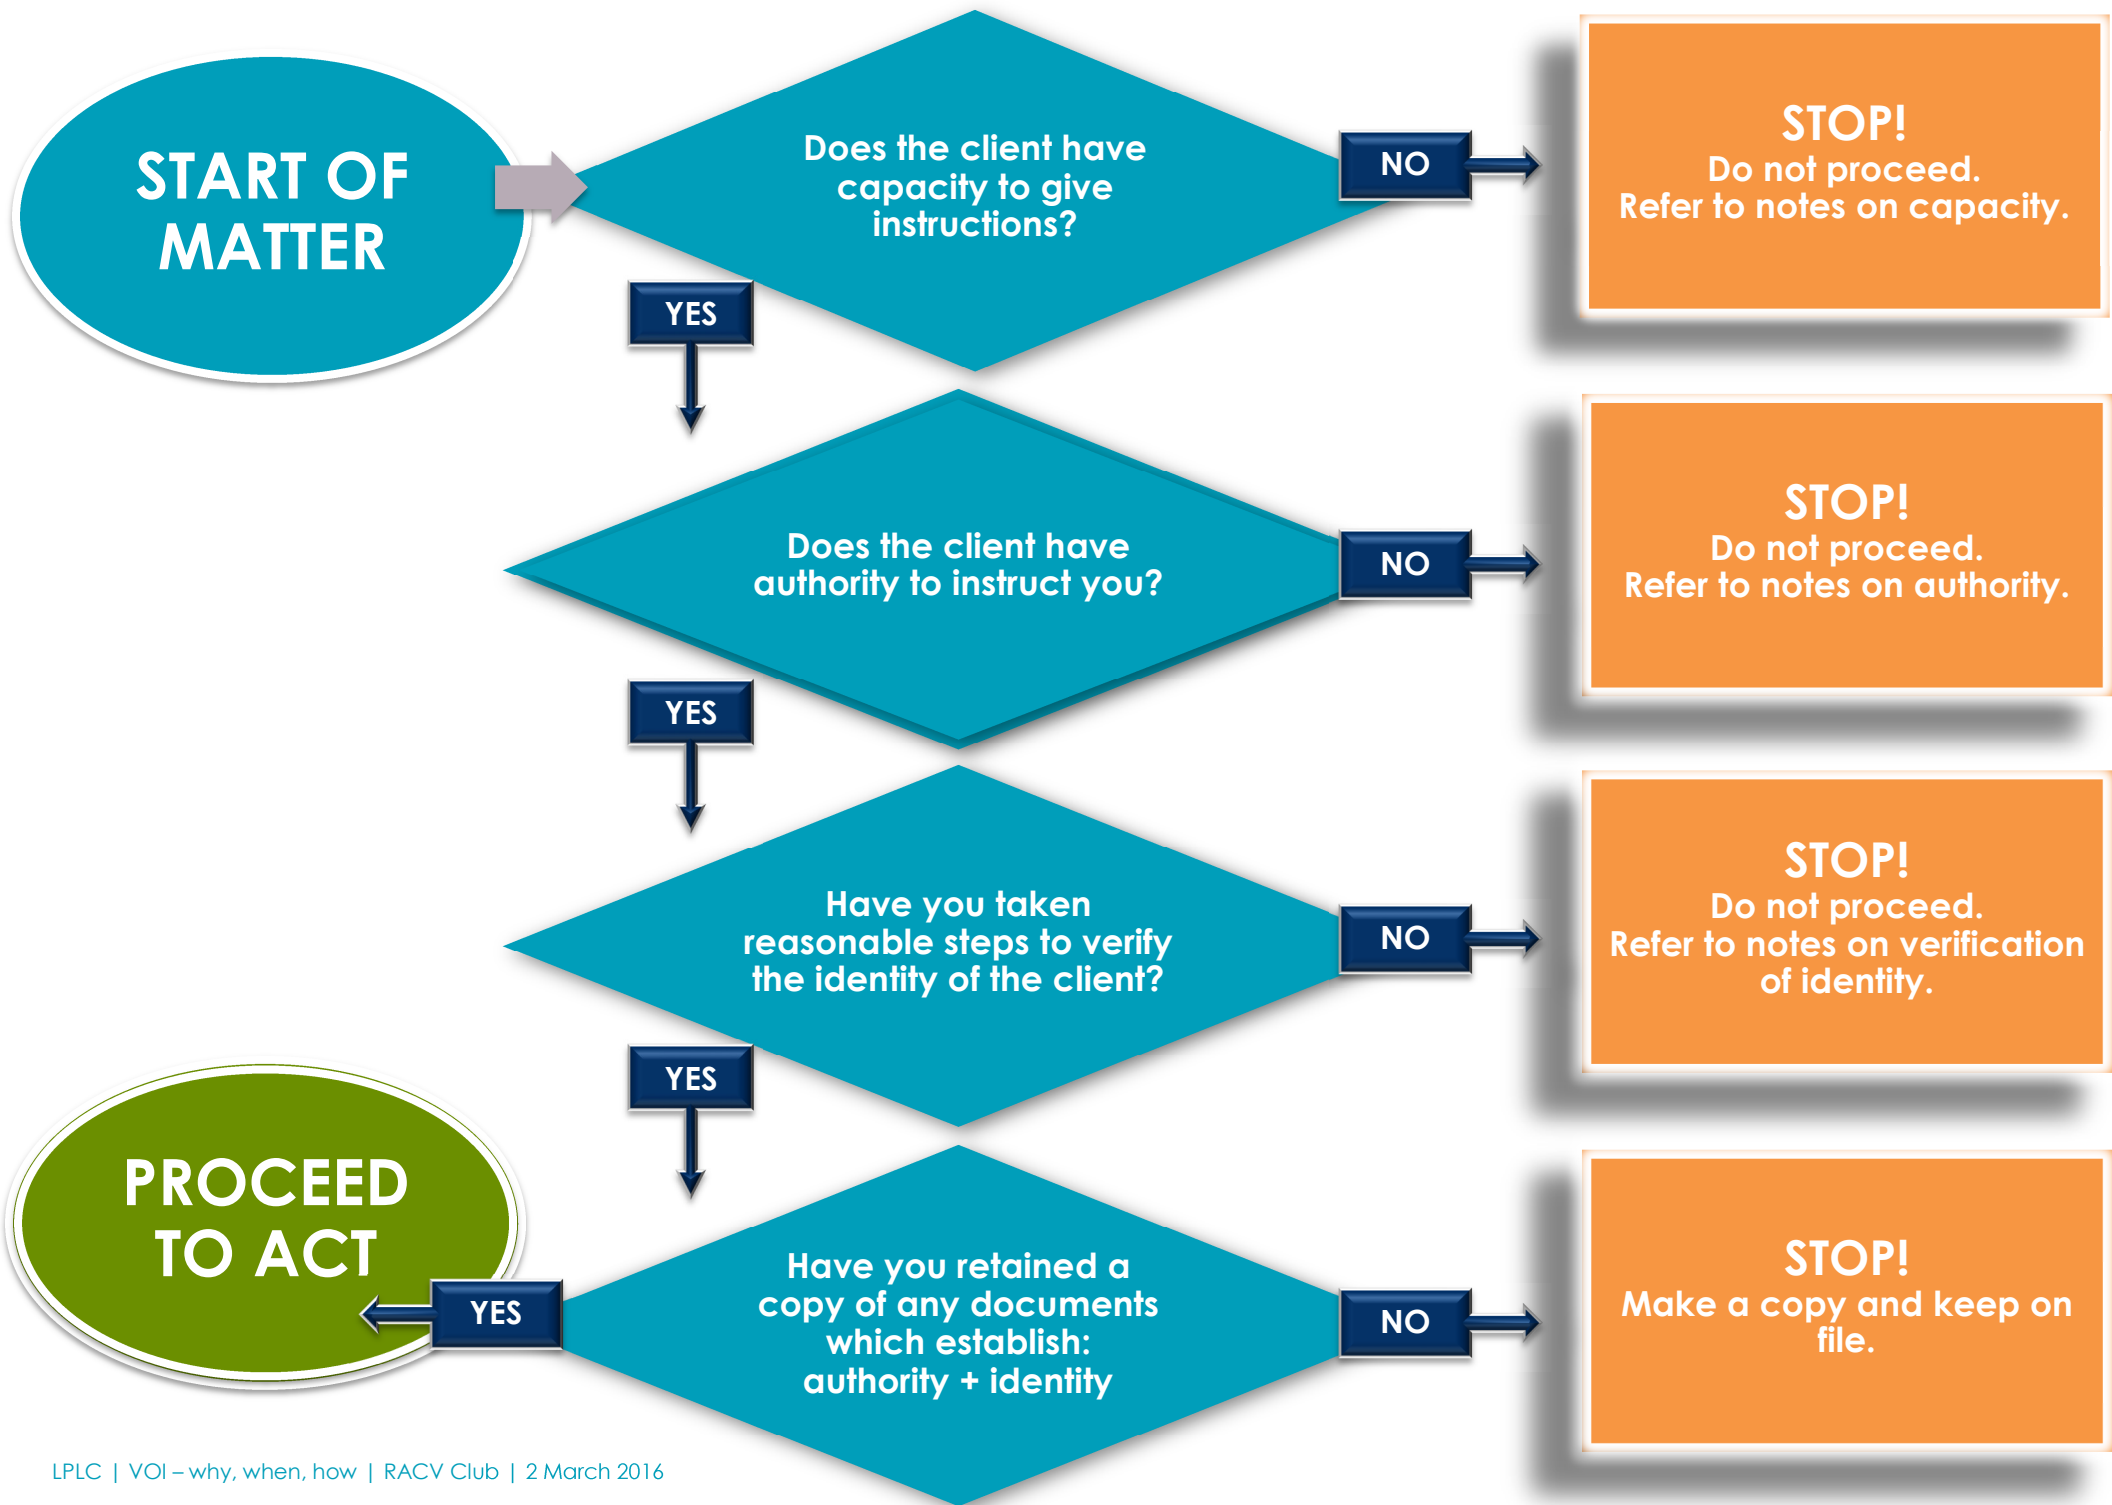 START OF
MATTER
Does the client have
capacity to give
instructions?
NO
STOP!
Do not proceed.
Refer to notes on capacity.
YES
Does the client have
authority to instruct you?
NO
STOP!
Do not proceed.
Refer to notes on authority.
YES
Have you taken
reasonable steps to verify
the identity of the client?
NO
STOP!
Do not proceed.
Refer to notes on verification
of identity.
YES
Have you retained a
copy of any documents
which establish:
authority + identity
NO
STOP!
Make a copy and keep on
file.
YES
PROCEED
TO ACT
LPLC | VOI – why, when, how | RACV Club | 2 March 2016